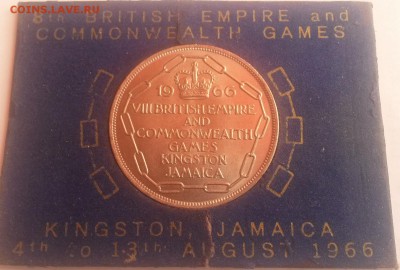 COINS.LAVE.RU
8th BRITISH EMPIRE and
COMMONWEALTH GAMES
1966
VIII BRITISH EMPIRE
AND
COMMONWEALTH
GAMES
KINGSTON
JAMAICA
KINGSTON, JAMAICA
4th to 13th AUGUST 1966